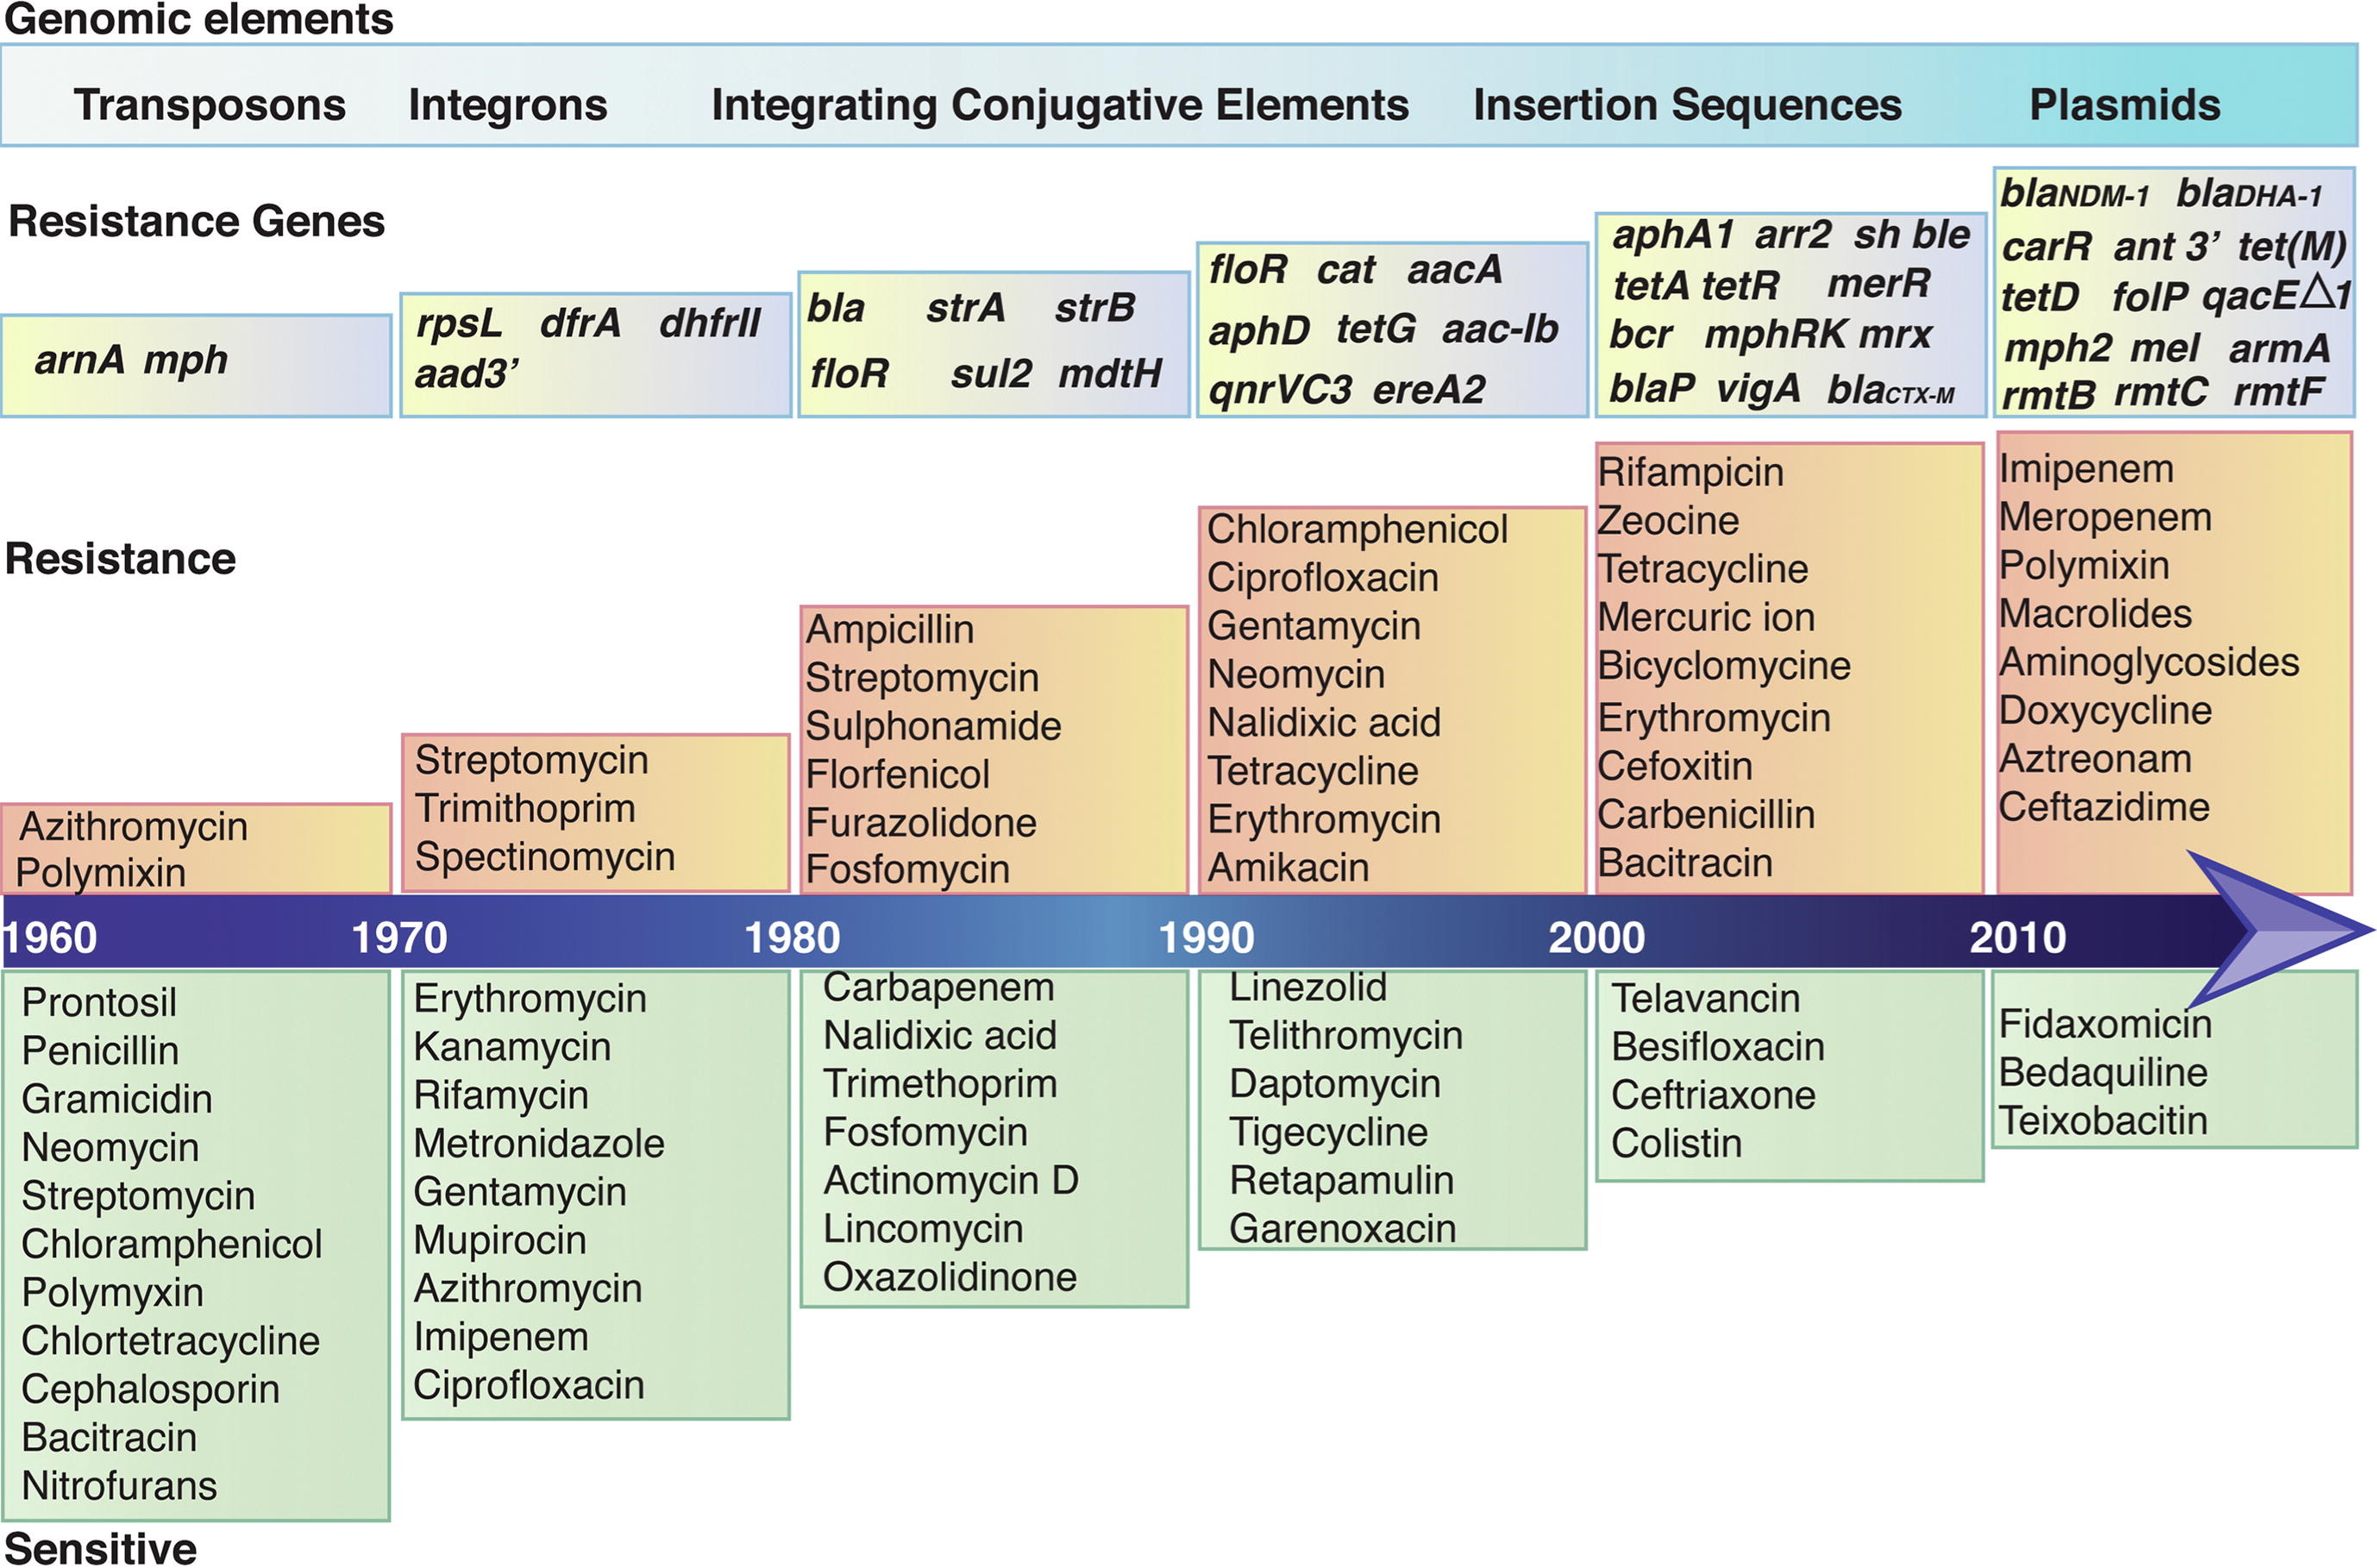 Genomic elements
Transposons Integrons Integrating Conjugative Elements Insertion Sequences Plasmids
Resistance Genes
arnA mph
rpsL dfrA dhfrII
aad3’
bla strA strB
floR sul2 mdtH
floR cat aacA
aphD tetG aac-Ib
qnrVC3 ereA2
aphA1 arr2 sh ble
tetA tetR merR
bcr mphRK mrx
blaP vigA blaCTX-M
blaNDM-1 blaDHA-1
carR ant 3’ tet(M)
tetD folP qacE△1
mph2 mel armA
rmtB rmtC rmtF
Resistance
Azithromycin
Polymixin
Streptomycin
Trimithoprim
Spectinomycin
Ampicillin
Streptomycin
Sulphonamide
Florfenicol
Furazolidone
Fosfomycin
Chloramphenicol
Ciprofloxacin
Gentamycin
Neomycin
Nalidixic acid
Tetracycline
Erythromycin
Amikacin
Rifampicin
Zeocine
Tetracycline
Mercuric ion
Bicyclomycine
Erythromycin
Cefoxitin
Carbenicillin
Bacitracin
Imipenem
Meropenem
Polymixin
Macrolides
Aminoglycosides
Doxycycline
Aztreonam
Ceftazidime
1960 1970 1980 1990 2000 2010
Prontosil
Penicillin
Gramicidin
Neomycin
Streptomycin
Chloramphenicol
Polymyxin
Chlortetracycline
Cephalosporin
Bacitracin
Nitrofurans
Erythromycin
Kanamycin
Rifamycin
Metronidazole
Gentamycin
Mupirocin
Azithromycin
Imipenem
Ciprofloxacin
Carbapenem
Nalidixic acid
Trimethoprim
Fosfomycin
Actinomycin D
Lincomycin
Oxazolidinone
Linezolid
Telithromycin
Daptomycin
Tigecycline
Retapamulin
Garenoxacin
Telavancin
Besifloxacin
Ceftriaxone
Colistin
Fidaxomicin
Bedaquiline
Teixobacitin
Sensitive